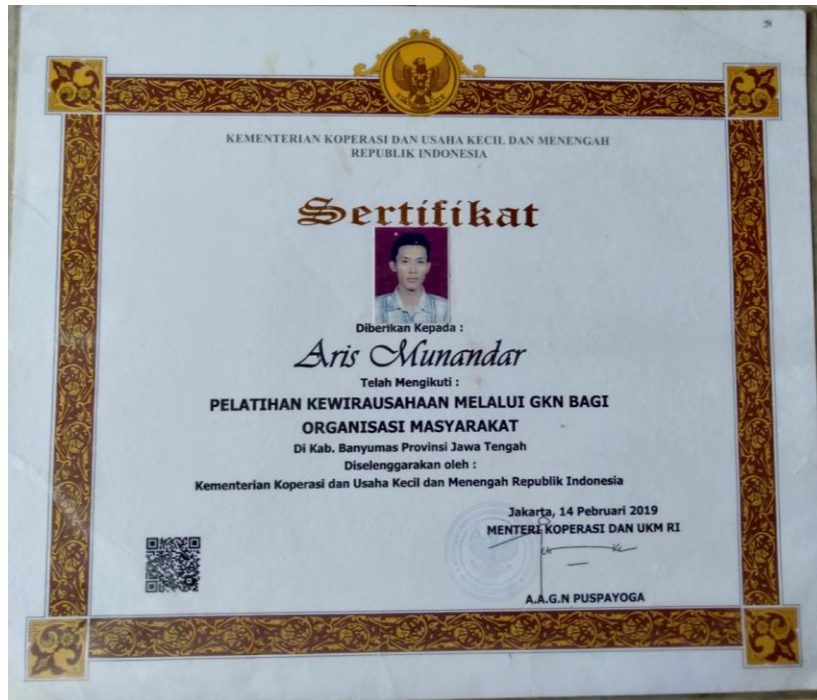 KEMENTERIAN KOPERASI DAN USAHA KECIL DAN MENENGAH
REPUBLIK INDONESIA
Sertifikat
Diberikan Kepada :
Aris Munandar
Telah Mengikuti :
PELATIHAN KEWIRAUSAHAAN MELALUI GKN BAGI
ORGANISASI MASYARAKAT
Di Kab. Banyumas Provinsi Jawa Tengah
Diselenggarakan oleh :
Kementerian Koperasi dan Usaha Kecil dan Menengah Republik Indonesia
Jakarta, 14 Pebruari 2019
MENTERI KOPERASI DAN UKM RI
A.A.G.N PUSPAYOGA